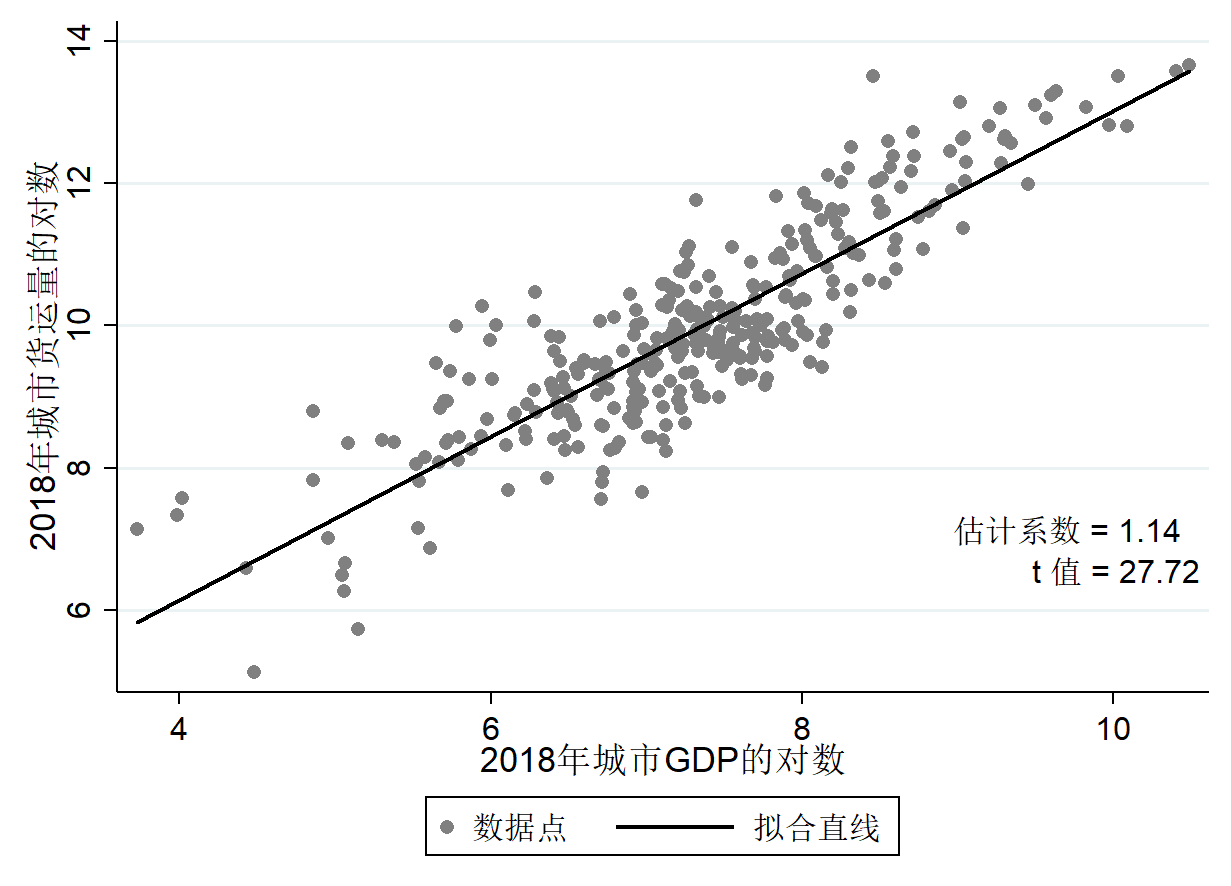 14
12
10
8
6
2018年城市货运量的对数
估计系数 = 1.14
t 值 = 27.72
4
6
8
10
2018年城市GDP的对数
数据点
拟合直线